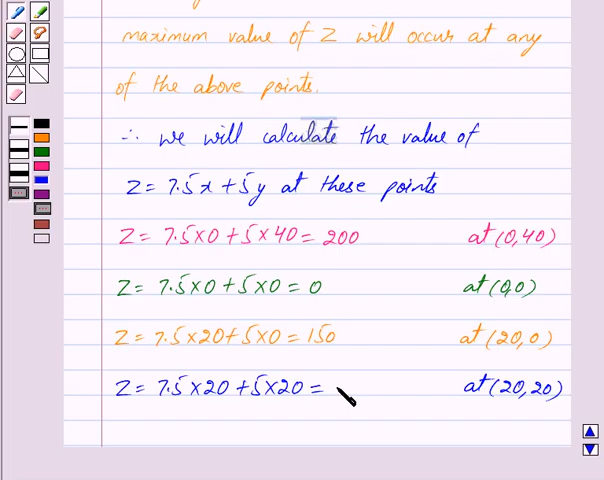 maximum value of Z will occur at any
of the above points.
∴ we will calculate the value of
Z = 7.5x + 5y at these points
Z = 7.5×0 + 5×40 = 200 at (0,40)
Z = 7.5×0 + 5×0 = 0 at (0,0)
Z = 7.5×20 + 5×0 = 150 at (20,0)
Z = 7.5×20 + 5×20 = at (20,20)